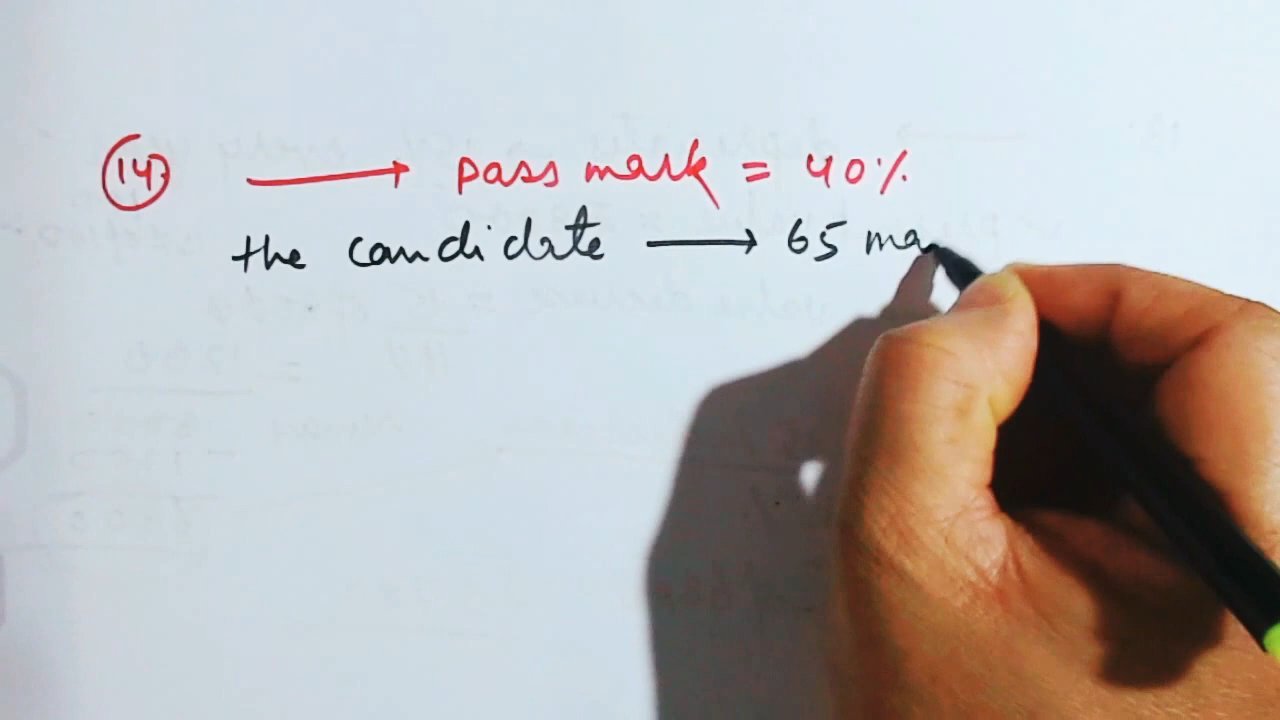 14. → pass mark = 40%
the candidate → 65 ma